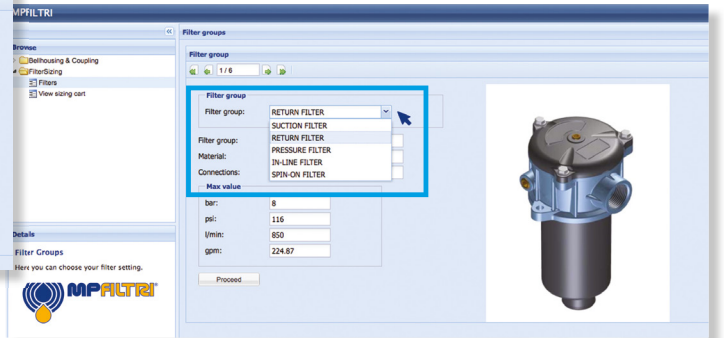 MPFILTRI
Browse
Bellhousing & Coupling
FilterSizing
Filters
View sizing cart
Details
Filter Groups
Here you can choose your filter setting.
MPFILTRI®
Filter groups
Filter group
1 / 6
Filter group
Filter group: RETURN FILTER
SUCTION FILTER
RETURN FILTER
PRESSURE FILTER
IN-LINE FILTER
SPIN-ON FILTER
Filter group:
Material:
Connections:
Max value
bar: 8
psi: 116
l/min: 850
gpm: 224.87
Proceed